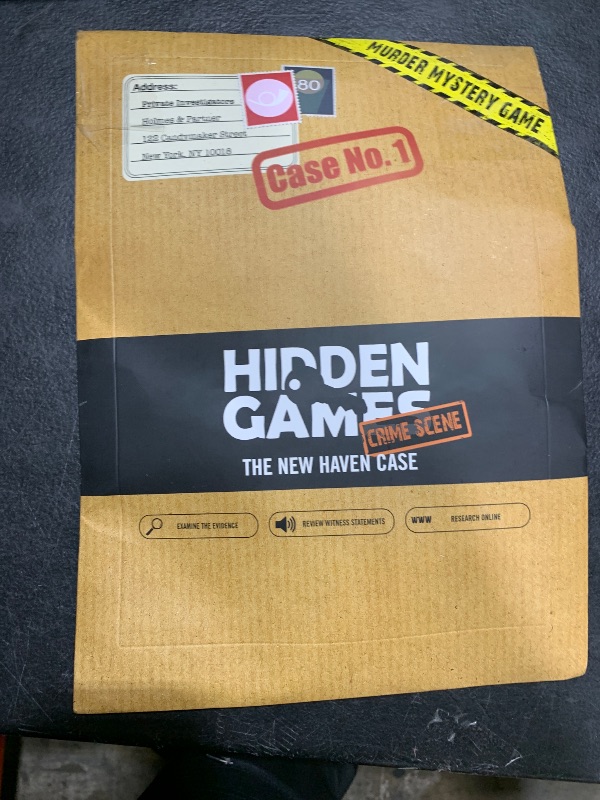 MURDER MYSTERY GAME
Address:
Private Investigators
Holmes & Partner
123 Candymaker Street
New York, NY 10018
80
Case No. 1
HIDDEN
GAMES
CRIME SCENE
THE NEW HAVEN CASE
EXAMINE THE EVIDENCE
REVIEW WITNESS STATEMENTS
WWW RESEARCH ONLINE